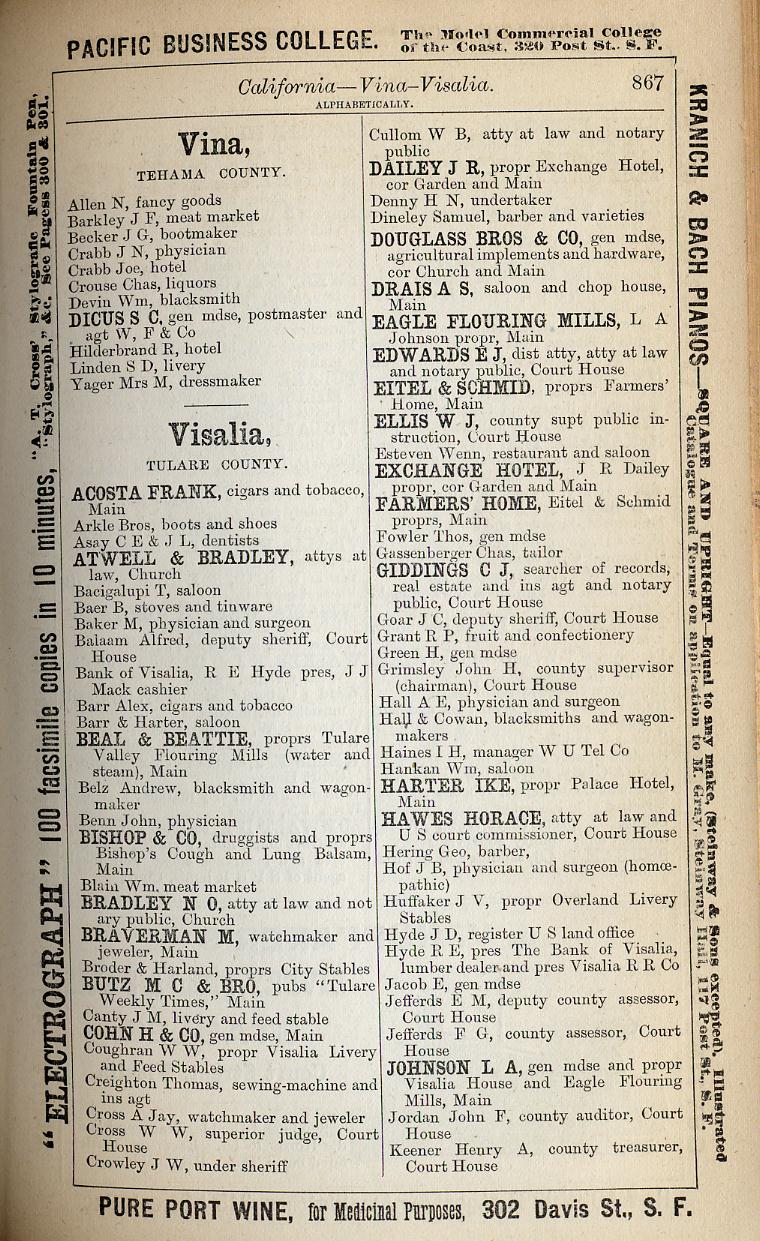 PACIFIC BUSINESS COLLEGE. The Model Commercial College
of the Coast, 320 Post St., S. F.
California—Vina-Visalia. 867
ALPHABETICALLY.
Vina,
TEHAMA COUNTY.
Allen N, fancy goods
Barkley J F, meat market
Becker J G, bootmaker
Crabb J N, physician
Crabb Joe, hotel
Crouse Chas, liquors
Devin Wm, blacksmith
DICUS S C, gen mdse, postmaster and
agt W, F & Co
Hilderbrand R, hotel
Linden S D, livery
Yager Mrs M, dressmaker
Visalia,
TULARE COUNTY.
ACOSTA FRANK, cigars and tobacco,
Main
Arkle Bros, boots and shoes
Asay C E & J L, dentists
ATWELL & BRADLEY, attys at
law, Church
Bacigalupi T, saloon
Baer B, stoves and tinware
Baker M, physician and surgeon
Balaam Alfred, deputy sheriff, Court
House
Bank of Visalia, R E Hyde pres, J J
Mack cashier
Barr Alex, cigars and tobacco
Barr & Harter, saloon
BEAL & BEATTIE, proprs Tulare
Valley Flouring Mills (water and
steam), Main
Belz Andrew, blacksmith and wagon-
maker
Benn John, physician
BISHOP & CO, druggists and proprs
Bishop's Cough and Lung Balsam,
Main
Blain Wm, meat market
BRADLEY N O, atty at law and not
ary public, Church
BRAVERMAN M, watchmaker and
jeweler, Main
Broder & Harland, proprs City Stables
BUTZ M C & BRO, pubs "Tulare
Weekly Times," Main
Canty J M, livery and feed stable
COHN H & CO, gen mdse, Main
Coughran W W, propr Visalia Livery
and Feed Stables
Creighton Thomas, sewing-machine and
ins agt
Cross A Jay, watchmaker and jeweler
Cross W W, superior judge, Court
House
Crowley J W, under sheriff
Cullom W B, atty at law and notary
public
DAILEY J R, propr Exchange Hotel,
cor Garden and Main
Denny H N, undertaker
Dineley Samuel, barber and varieties
DOUGLASS BROS & CO, gen mdse,
agricultural implements and hardware,
cor Church and Main
DRAIS A S, saloon and chop house,
Main
EAGLE FLOURING MILLS, L A
Johnson propr, Main
EDWARDS E J, dist atty, atty at law
and notary public, Court House
EITEL & SCHMID, proprs Farmers'
Home, Main
ELLIS W J, county supt public in-
struction, Court House
Esteven Wenn, restaurant and saloon
EXCHANGE HOTEL, J R Dailey
propr, cor Garden and Main
FARMERS' HOME, Eitel & Schmid
proprs, Main
Fowler Thos, gen mdse
Gassenberger Chas, tailor
GIDDINGS C J, searcher of records,
real estate and ins agt and notary
public, Court House
Goar J C, deputy sheriff, Court House
Grant R P, fruit and confectionery
Green H, gen mdse
Grimsley John H, county supervisor
(chairman), Court House
Hall A E, physician and surgeon
Hall & Cowan, blacksmiths and wagon-
makers
Haines I H, manager W U Tel Co
Hankan Wm, saloon
HARTER IKE, propr Palace Hotel,
Main
HAWES HORACE, atty at law and
U S court commissioner, Court House
Hering Geo, barber,
Hof J B, physician and surgeon (homœ-
pathic)
Huffaker J V, propr Overland Livery
Stables
Hyde J D, register U S land office
Hyde R E, pres The Bank of Visalia,
lumber dealer and pres Visalia R R Co
Jacob E, gen mdse
Jefferds E M, deputy county assessor,
Court House
Jefferds F G, county assessor, Court
House
JOHNSON L A, gen mdse and propr
Visalia House and Eagle Flouring
Mills, Main
Jordan John F, county auditor, Court
House
Keener Henry A, county treasurer,
Court House
"ELECTROGRAPH" 100 facsimile copies in 10 minutes, "A. T. Cross' Stylografic Fountain Pen,
"Stylograph," &c. See Pagess 300 & 301.
KRANICH & BACH PIANOS—SQUARE AND UPRIGHT—Equal to any make, (Steinway & Sons excepted). Illustrated
Catalogue and Terms on application to M. Gray, Steinway Hall, 117 Post St., S. F.
PURE PORT WINE, for Medicinal Purposes, 302 Davis St., S. F.